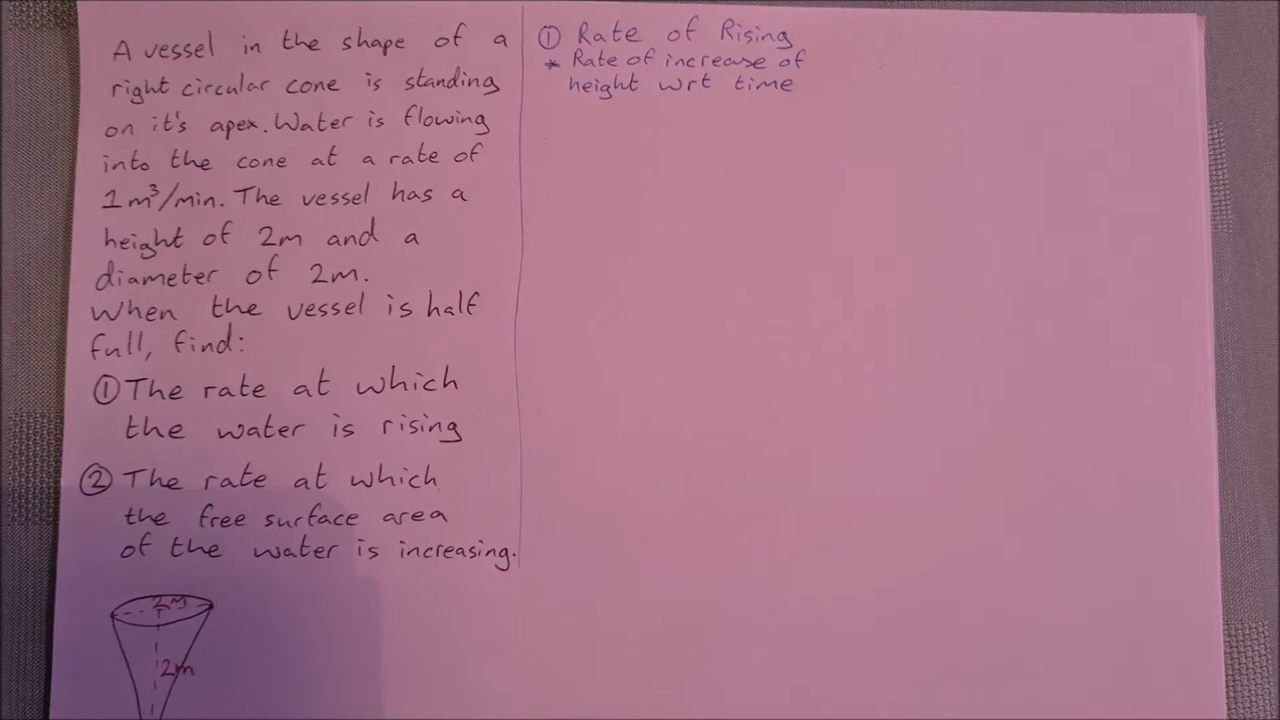 A vessel in the shape of a
right circular cone is standing
on it's apex. Water is flowing
into the cone at a rate of
1m³/min. The vessel has a
height of 2m and a
diameter of 2m.
When the vessel is half
full, find:
① The rate at which
the water is rising
② The rate at which
the free surface area
of the water is increasing.
2m
2m
① Rate of Rising
* Rate of increase of
height wrt time